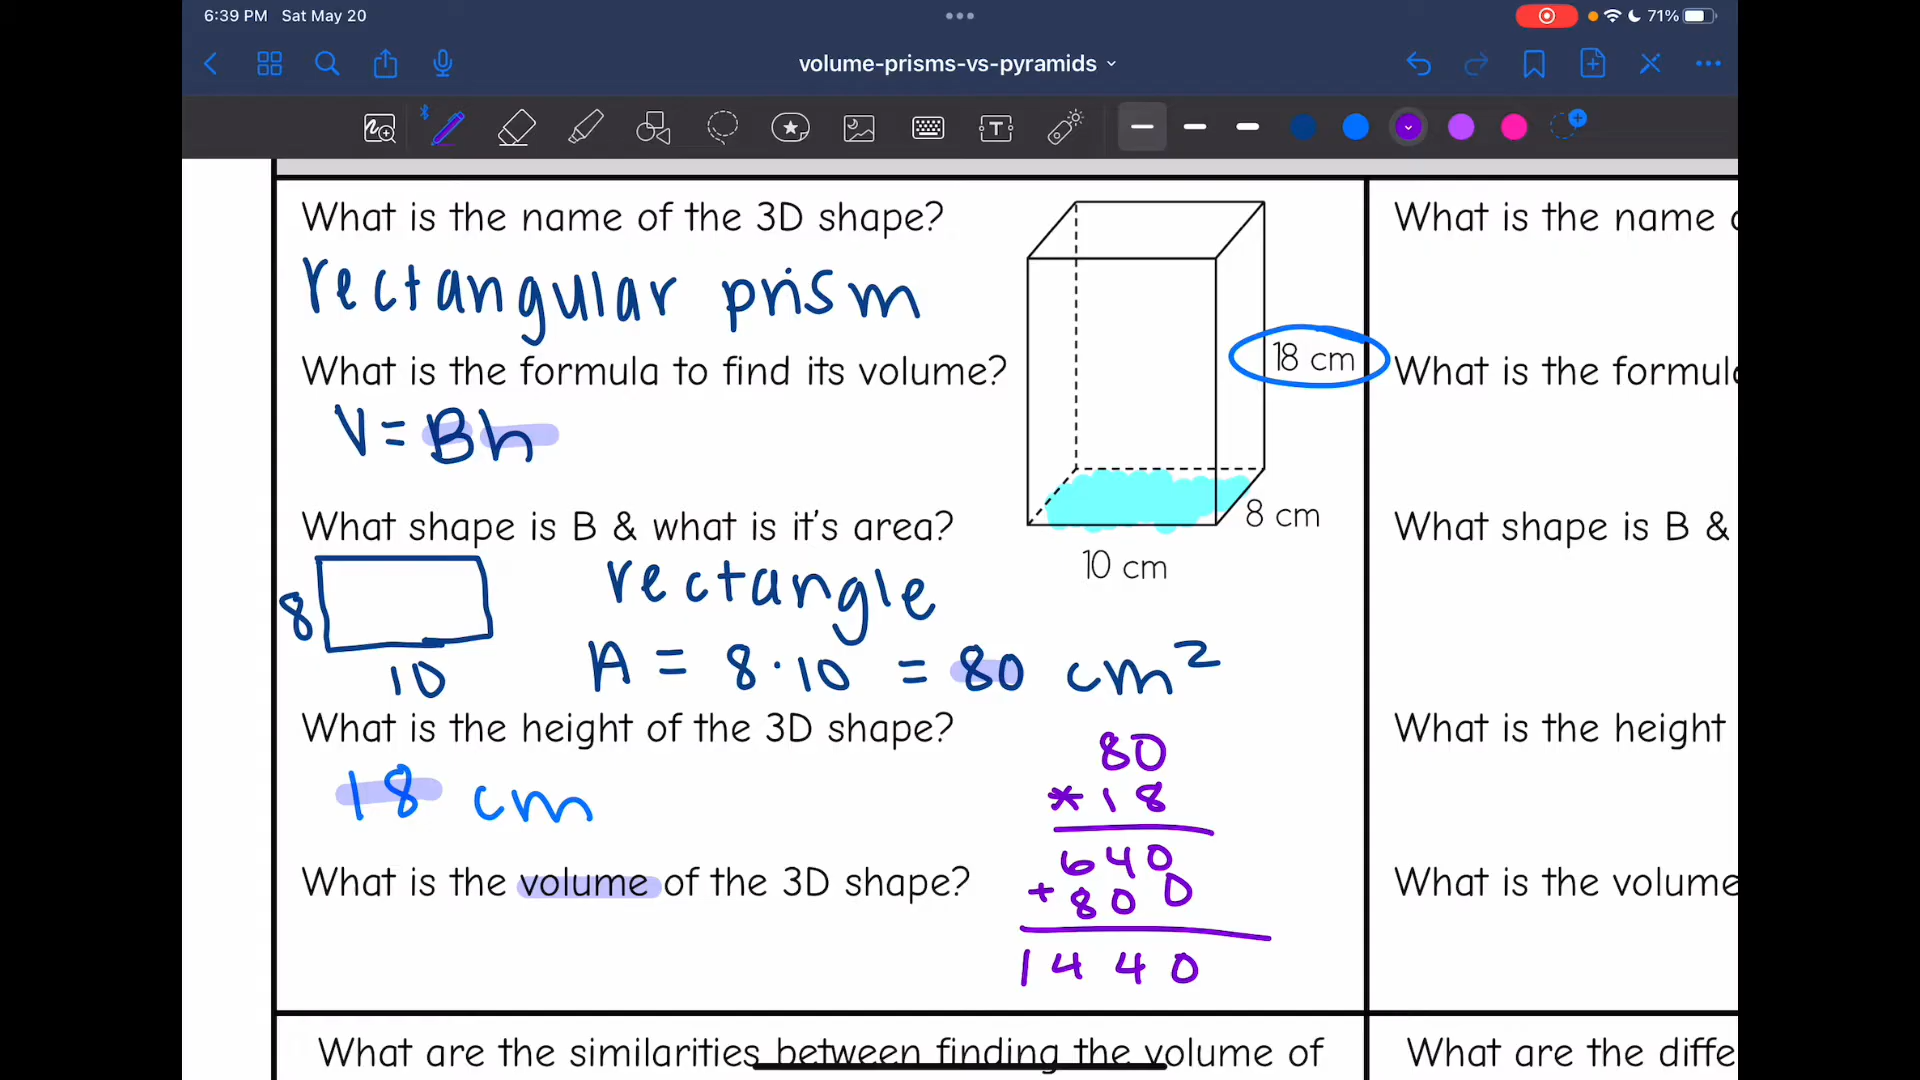 6:39 PM Sat May 20
71%
volume-prisms-vs-pyramids
What is the name of the 3D shape?
rectangular prism
What is the formula to find its volume?
V = Bh
What shape is B & what is it's area?
rectangle
8
10
A = 8·10 = 80 cm²
What is the height of the 3D shape?
18 cm
What is the volume of the 3D shape?
18 cm
8 cm
10 cm
80
* 18
640
+ 800
1440
What is the name
What is the formula
What shape is B &
What is the height
What is the volume
What are the similarities between finding the volume of
What are the diffe